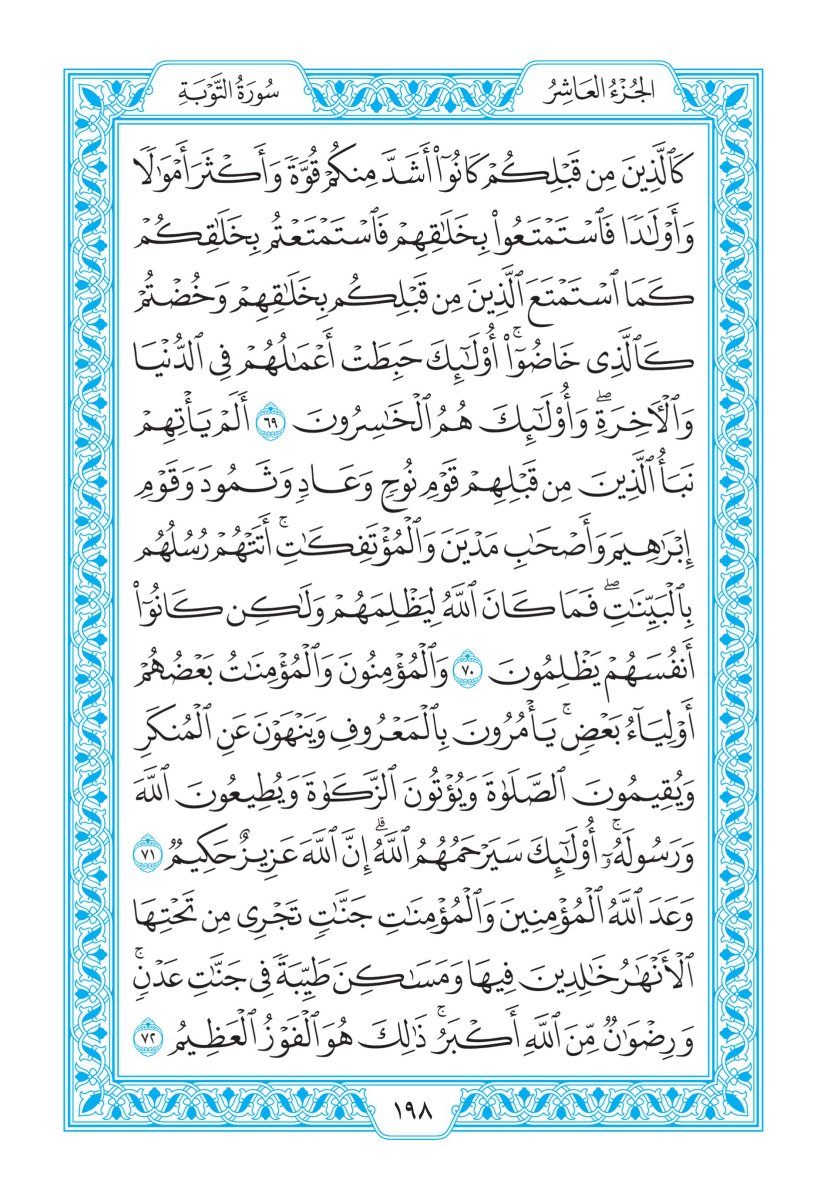 الجُزْءُ العَاشِرُ
سُورَةُ التَّوْبَةِ
كَٱلَّذِينَ مِن قَبْلِكُمْ كَانُوٓا۟ أَشَدَّ مِنكُمْ قُوَّةً وَأَكْثَرَ أَمْوَٰلًا
وَأَوْلَٰدًا فَٱسْتَمْتَعُوا۟ بِخَلَٰقِهِمْ فَٱسْتَمْتَعْتُم بِخَلَٰقِكُمْ
كَمَا ٱسْتَمْتَعَ ٱلَّذِينَ مِن قَبْلِكُم بِخَلَٰقِهِمْ وَخُضْتُمْ
كَٱلَّذِى خَاضُوٓا۟ۚ أُو۟لَٰٓئِكَ حَبِطَتْ أَعْمَٰلُهُمْ فِى ٱلدُّنْيَا
وَٱلْءَاخِرَةِۖ وَأُو۟لَٰٓئِكَ هُمُ ٱلْخَٰسِرُونَ ٦٩ أَلَمْ يَأْتِهِمْ
نَبَأُ ٱلَّذِينَ مِن قَبْلِهِمْ قَوْمِ نُوحٍ وَعَادٍ وَثَمُودَ وَقَوْمِ
إِبْرَٰهِيمَ وَأَصْحَٰبِ مَدْيَنَ وَٱلْمُؤْتَفِكَٰتِۚ أَتَتْهُمْ رُسُلُهُم
بِٱلْبَيِّنَٰتِۖ فَمَا كَانَ ٱللَّهُ لِيَظْلِمَهُمْ وَلَٰكِن كَانُوٓا۟
أَنفُسَهُمْ يَظْلِمُونَ ٧٠ وَٱلْمُؤْمِنُونَ وَٱلْمُؤْمِنَٰتُ بَعْضُهُمْ
أَوْلِيَآءُ بَعْضٍۚ يَأْمُرُونَ بِٱلْمَعْرُوفِ وَيَنْهَوْنَ عَنِ ٱلْمُنكَرِ
وَيُقِيمُونَ ٱلصَّلَوٰةَ وَيُؤْتُونَ ٱلزَّكَوٰةَ وَيُطِيعُونَ ٱللَّهَ
وَرَسُولَهُۥٓۚ أُو۟لَٰٓئِكَ سَيَرْحَمُهُمُ ٱللَّهُۗ إِنَّ ٱللَّهَ عَزِيزٌ حَكِيمٌ ٧١
وَعَدَ ٱللَّهُ ٱلْمُؤْمِنِينَ وَٱلْمُؤْمِنَٰتِ جَنَّٰتٍ تَجْرِى مِن تَحْتِهَا
ٱلْأَنْهَٰرُ خَٰلِدِينَ فِيهَا وَمَسَٰكِنَ طَيِّبَةً فِى جَنَّٰتِ عَدْنٍۚ
وَرِضْوَٰنٌ مِّنَ ٱللَّهِ أَكْبَرُۚ ذَٰلِكَ هُوَ ٱلْفَوْزُ ٱلْعَظِيمُ ٧٢
١٩٨